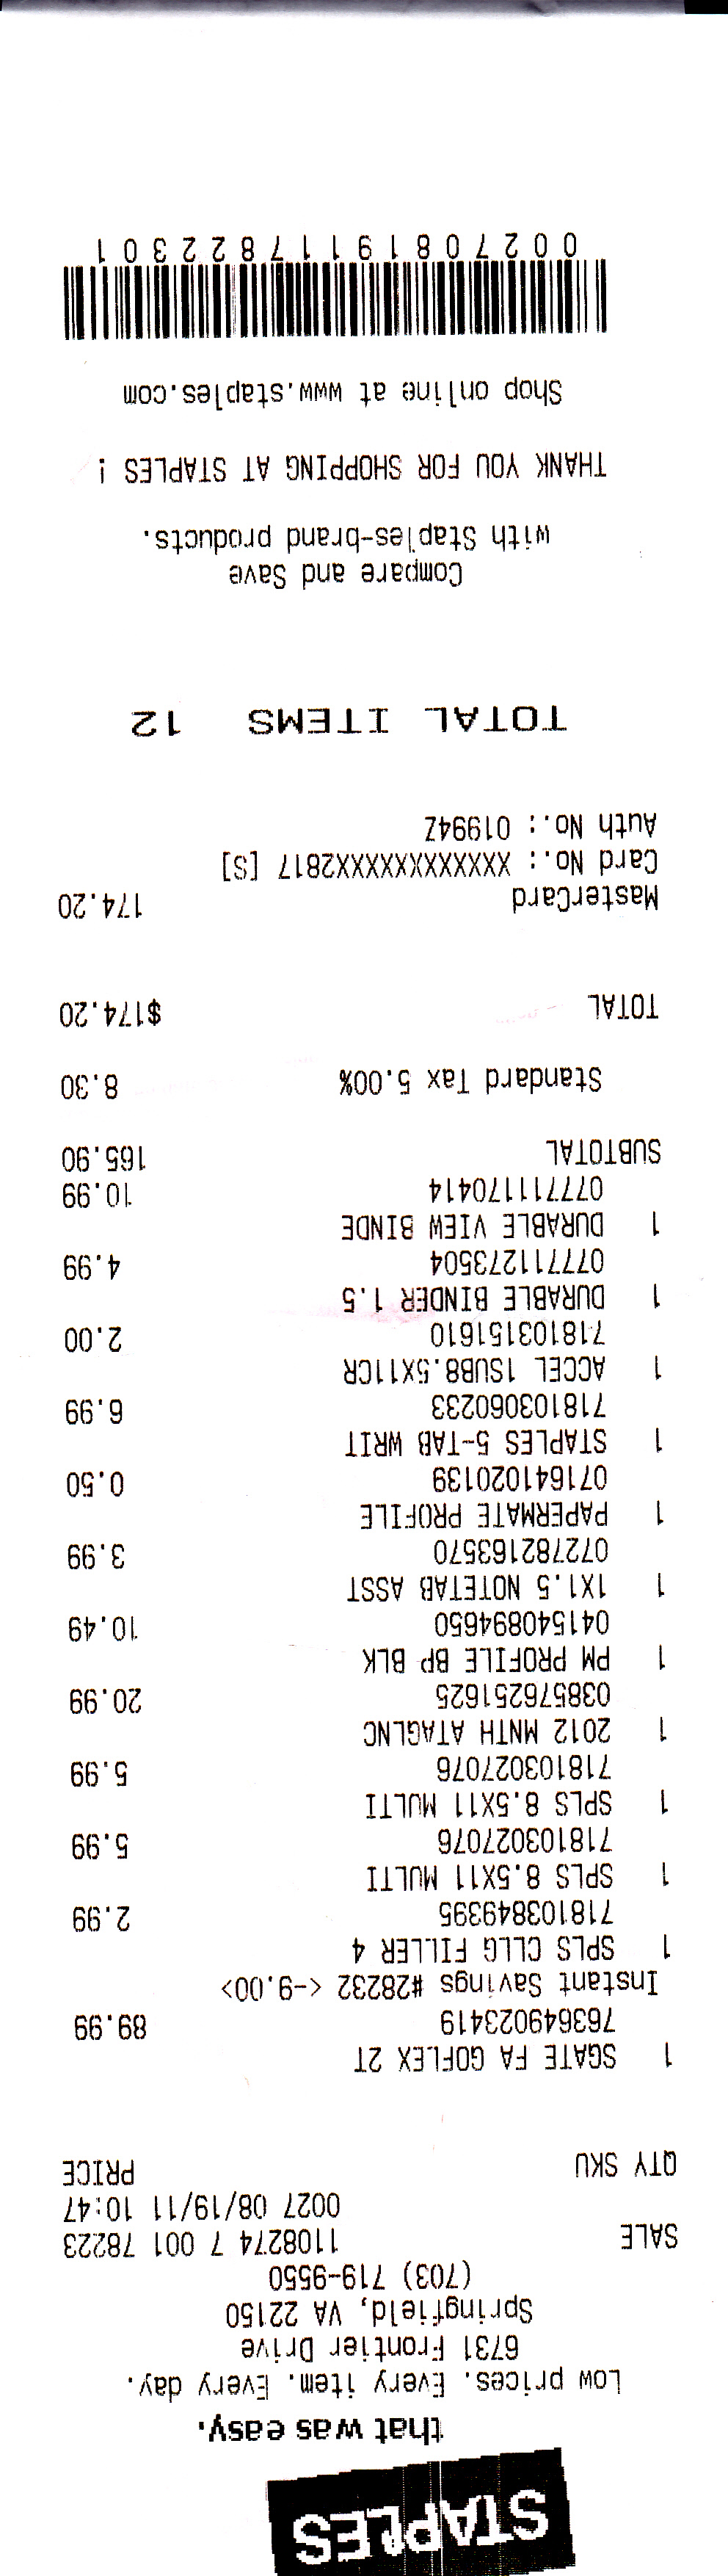 STAPLES
that was easy.
Low prices. Every item. Every day.
6731 Frontier Drive
Springfield, VA 22150
(703) 719-9550
SALE 1108274 7 001 78223
0027 08/19/11 10:47
QTY SKU PRICE
1 SGATE FA GOFLEX 2T
763649023419 89.99
Instant Savings #28232 <-9.00>
1 SPLS CLLG FILLER 4
718103849395 2.99
1 SPLS 8.5X11 MULTI
718103027076 5.99
1 SPLS 8.5X11 MULTI
718103027076 5.99
1 2012 MNTH ATAGLNC
038576251625 20.99
1 PM PROFILE BP BLK
041540894650 10.49
1 1X1.5 NOTETAB ASST
072782163570 3.99
1 PAPERMATE PROFILE
071641020139 0.50
1 STAPLES 5-TAB WRIT
718103060233 6.99
1 ACCEL 1SUB8.5X11CR
718103151610 2.00
1 DURABLE BINDER 1.5
077711273504 4.99
1 DURABLE VIEW BINDE
077711170414 10.99
SUBTOTAL 165.90
Standard Tax 5.00% 8.30
TOTAL $174.20
MasterCard 174.20
Card No.: XXXXXXXXXXXX2817 [S]
Auth No.: 01994Z
TOTAL ITEMS 12
Compare and Save
with Staples-brand products.
THANK YOU FOR SHOPPING AT STAPLES !
Shop online at www.staples.com
00270819117822301